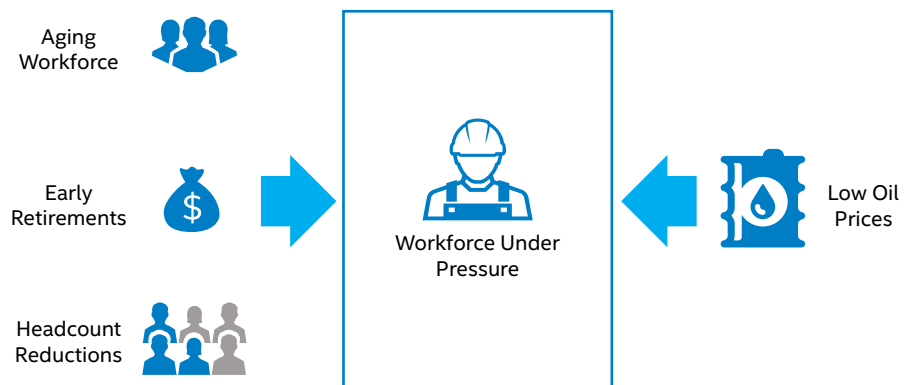 Aging
Workforce
Early
Retirements
$
Headcount
Reductions
Workforce Under
Pressure
Low Oil
Prices